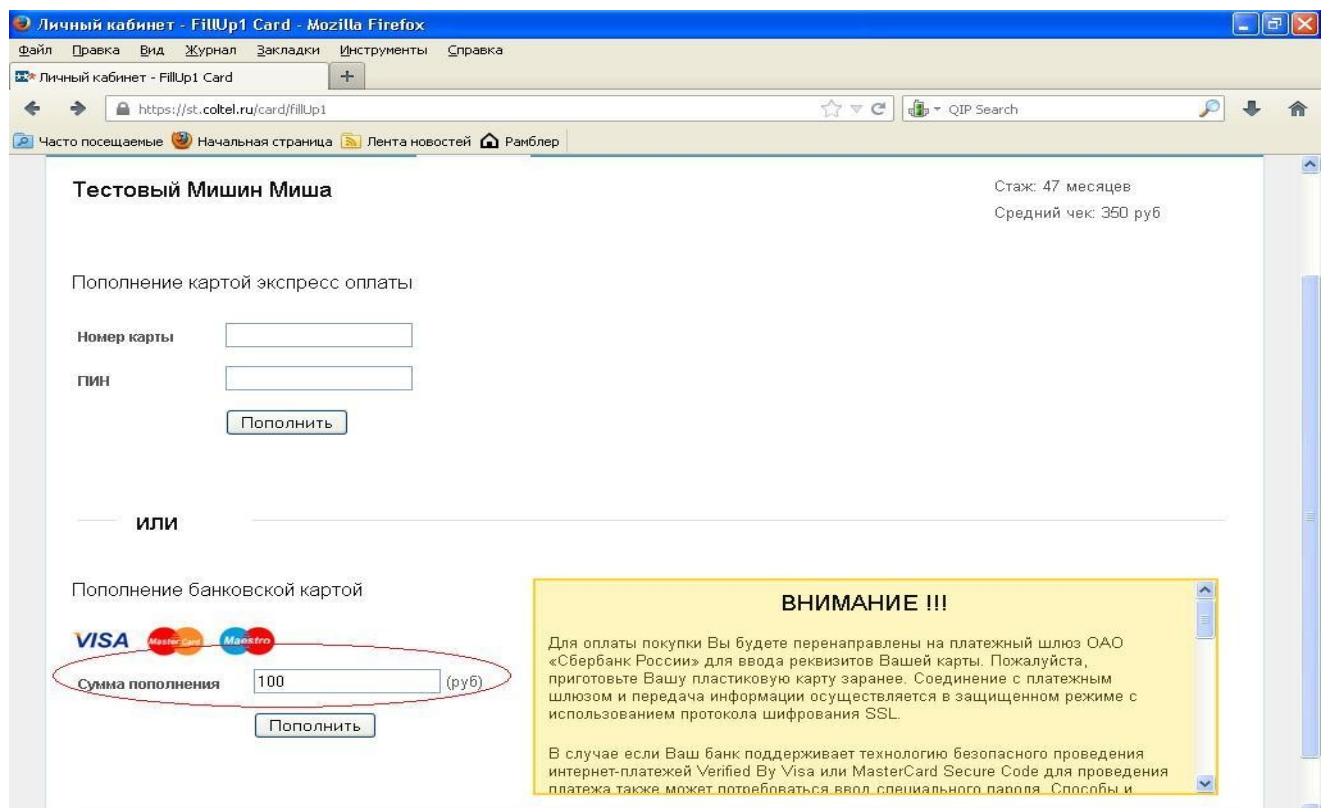 Личный кабинет - FillUp1 Card - Mozilla Firefox
Файл Правка Вид Журнал Закладки Инструменты Справка
Личный кабинет - FillUp1 Card +
https://st.coltel.ru/card/fillUp1 QIP Search
Часто посещаемые Начальная страница Лента новостей Рамблер
Тестовый Мишин Миша
Стаж: 47 месяцев
Средний чек: 350 руб
Пополнение картой экспресс оплаты
Номер карты
ПИН
Пополнить
или
Пополнение банковской картой
VISA MasterCard Maestro
Сумма пополнения 100 (руб)
Пополнить
ВНИМАНИЕ !!!
Для оплаты покупки Вы будете перенаправлены на платежный шлюз ОАО
«Сбербанк России» для ввода реквизитов Вашей карты. Пожалуйста,
приготовьте Вашу пластиковую карту заранее. Соединение с платежным
шлюзом и передача информации осуществляется в защищенном режиме с
использованием протокола шифрования SSL.
В случае если Ваш банк поддерживает технологию безопасного проведения
интернет-платежей Verified By Visa или MasterCard Secure Code для проведения
платежа также может потребоваться ввод специального пароля. Способы и